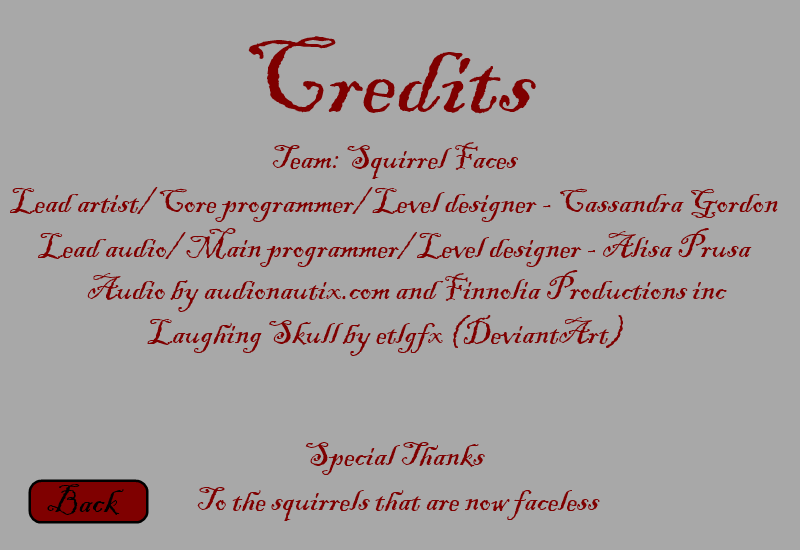 Credits
Team: Squirrel Faces
Lead artist/Core programmer/Level designer - Cassandra Gordon
Lead audio/Main programmer/Level designer - Alisa Prusa
Audio by audionautix.com and Finnolia Productions inc
Laughing Skull by etlgfx (DeviantArt)
Special Thanks
To the squirrels that are now faceless
Back